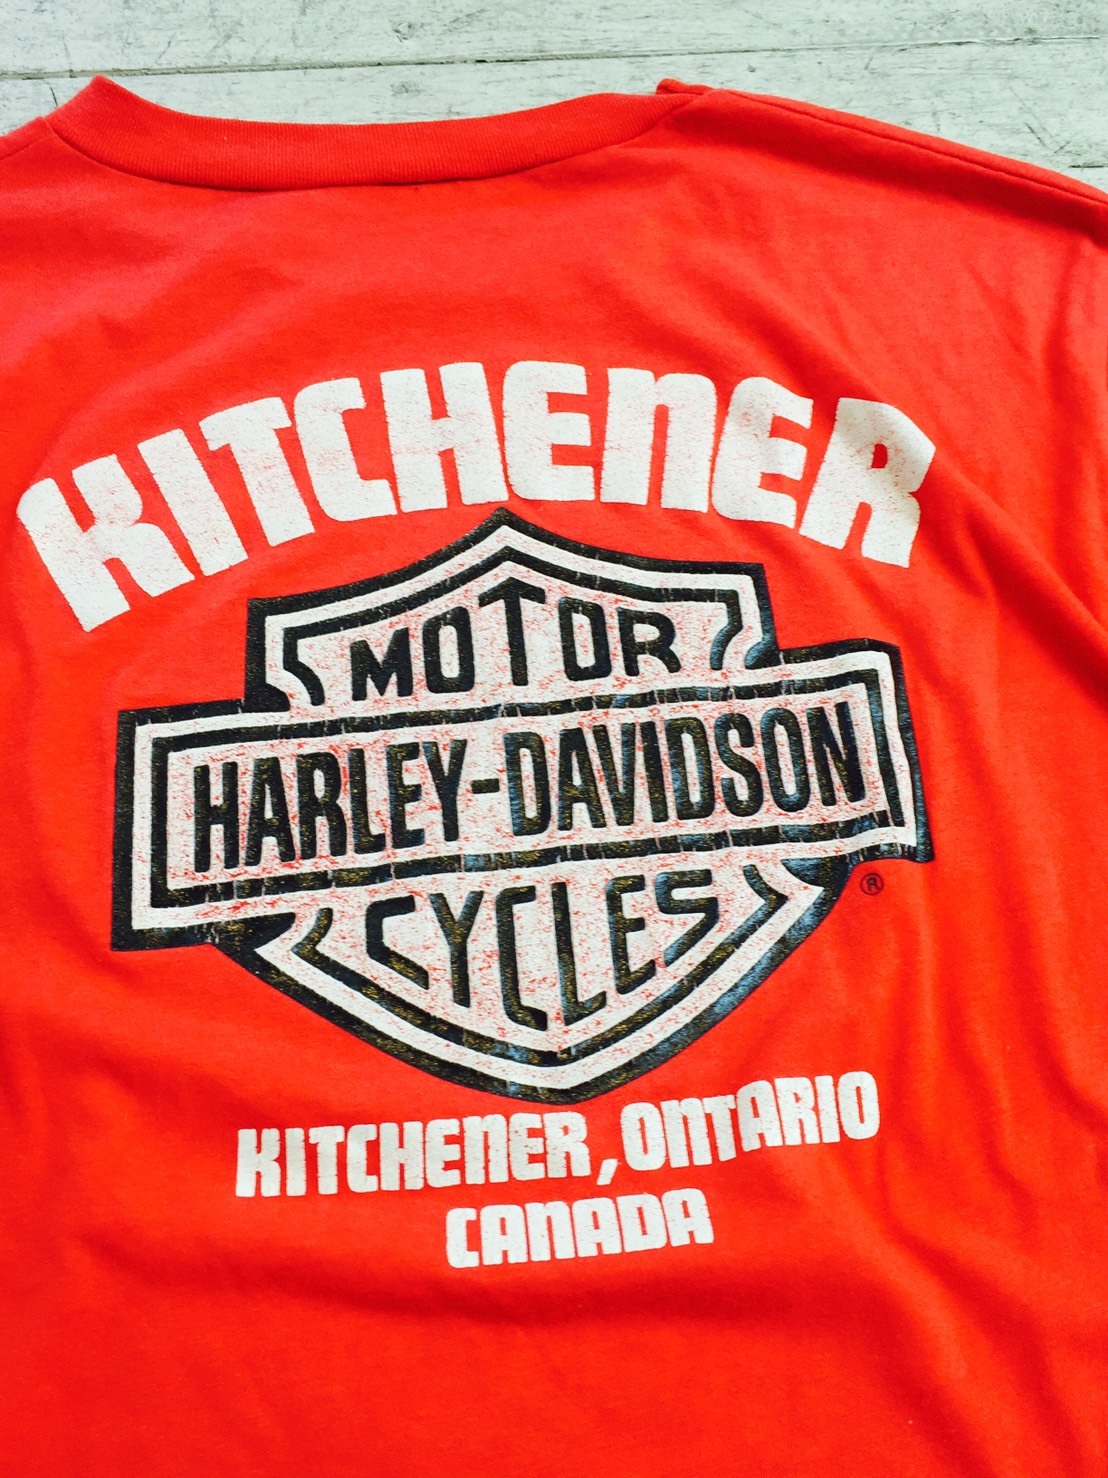 KITCHENER
MOTOR
HARLEY-DAVIDSON
®
CYCLES
KITCHENER, ONTARIO
CANADA